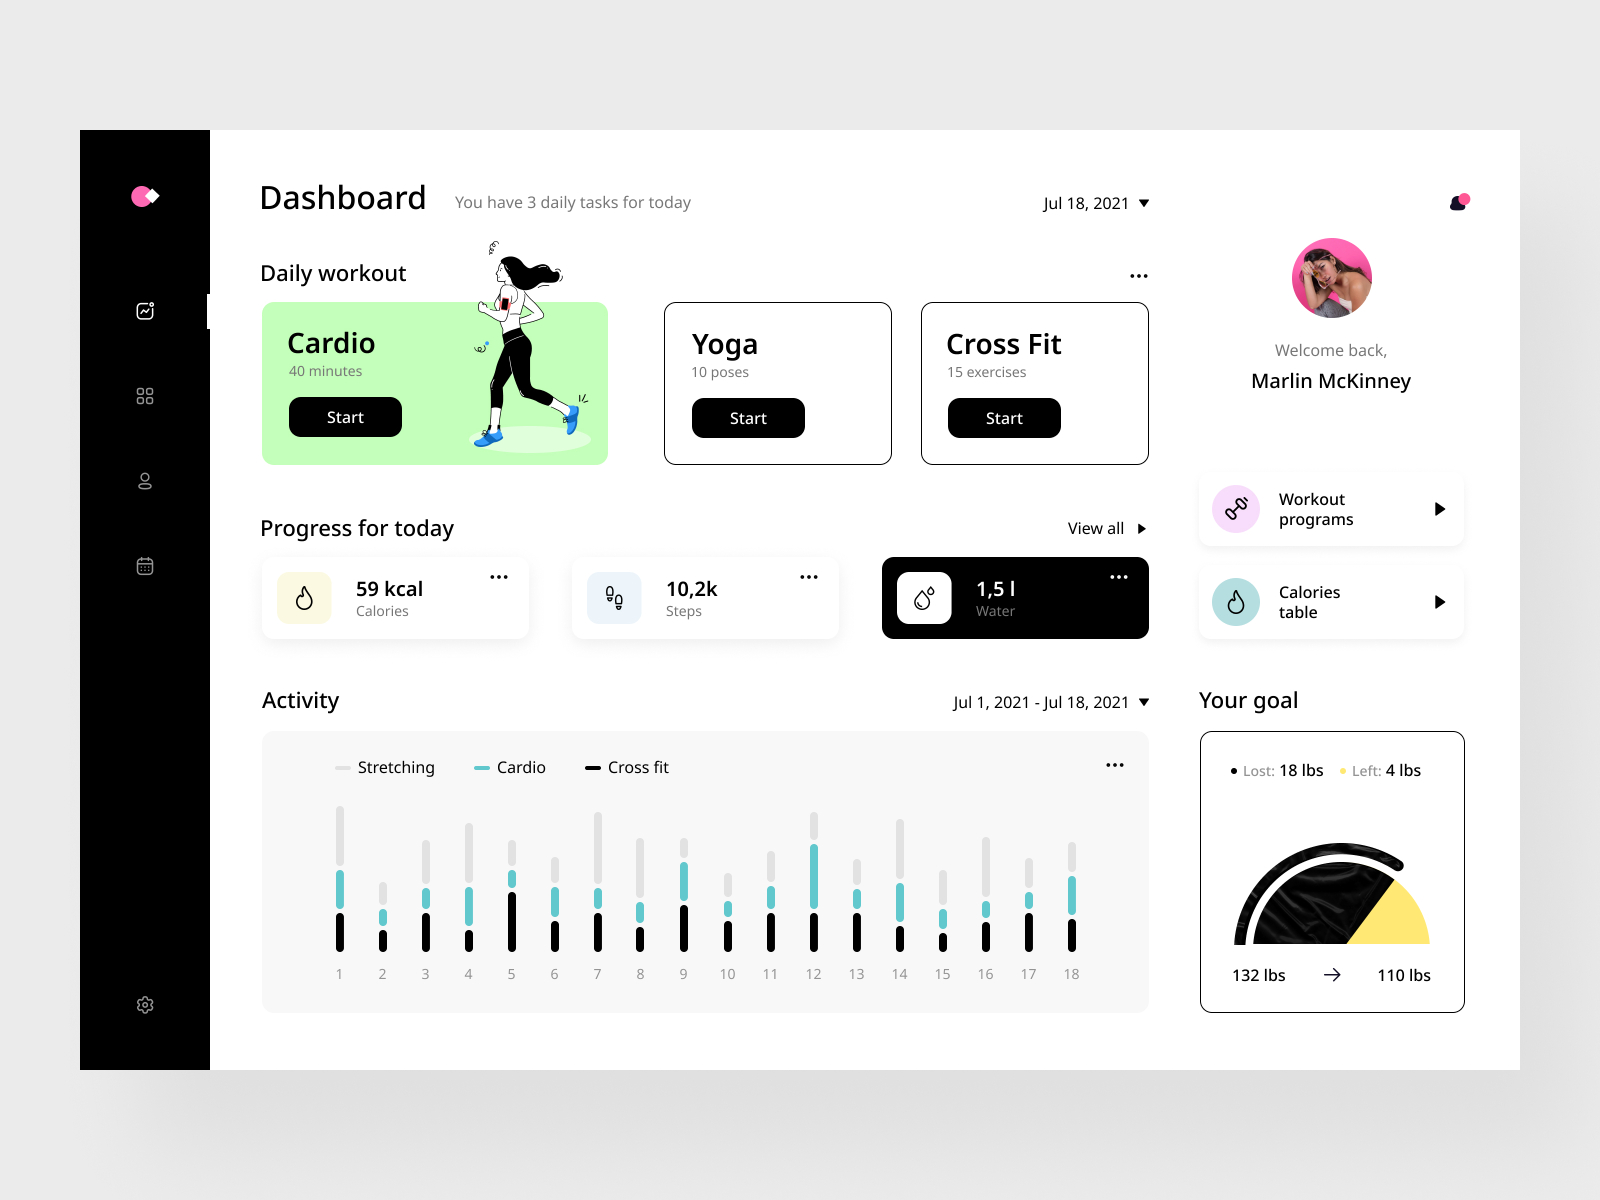 Dashboard
You have 3 daily tasks for today
Jul 18, 2021
Daily workout
Cardio
40 minutes
Start
Yoga
10 poses
Start
Cross Fit
15 exercises
Start
Welcome back,
Marlin McKinney
Workout
programs
Calories
table
Progress for today
View all
59 kcal
Calories
10,2k
Steps
1,5 l
Water
Activity
Jul 1, 2021 - Jul 18, 2021
Stretching
Cardio
Cross fit
1 2 3 4 5 6 7 8 9 10 11 12 13 14 15 16 17 18
Your goal
Lost: 18 lbs
Left: 4 lbs
132 lbs
110 lbs